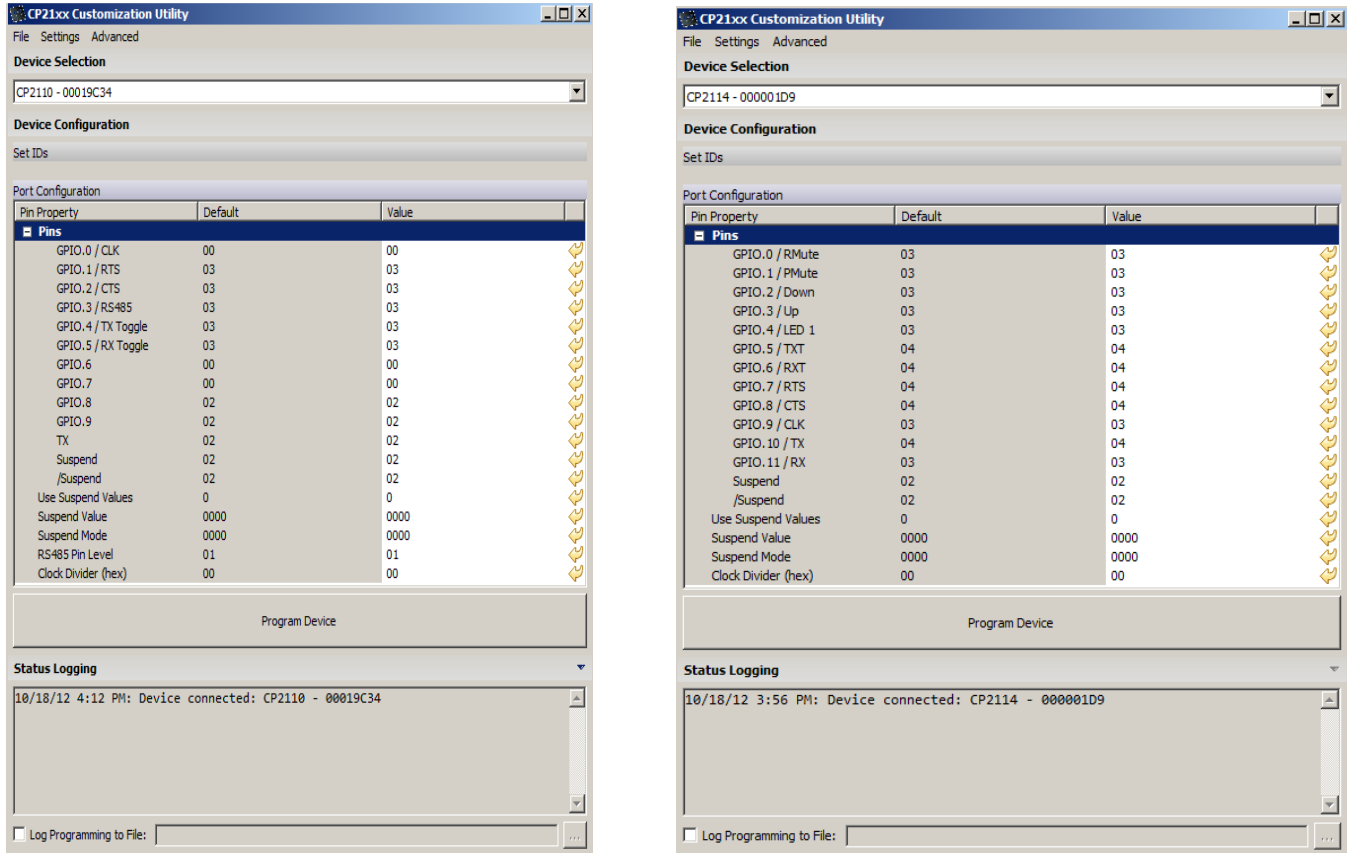 CP21xx Customization Utility
File Settings Advanced
Device Selection
CP2110 - 00019C34
Device Configuration
Set IDs
Port Configuration
Pin Property Default Value
Pins
GPIO.0 / CLK 00 00
GPIO.1 / RTS 03 03
GPIO.2 / CTS 03 03
GPIO.3 / RS485 03 03
GPIO.4 / TX Toggle 03 03
GPIO.5 / RX Toggle 03 03
GPIO.6 00 00
GPIO.7 00 00
GPIO.8 02 02
GPIO.9 02 02
TX 02 02
Suspend 02 02
/Suspend 02 02
Use Suspend Values 0 0
Suspend Value 0000 0000
Suspend Mode 0000 0000
RS485 Pin Level 01 01
Clock Divider (hex) 00 00
Program Device
Status Logging
10/18/12 4:12 PM: Device connected: CP2110 - 00019C34
Log Programming to File:
...
CP21xx Customization Utility
File Settings Advanced
Device Selection
CP2114 - 000001D9
Device Configuration
Set IDs
Port Configuration
Pin Property Default Value
Pins
GPIO.0 / RMute 03 03
GPIO.1 / PMute 03 03
GPIO.2 / Down 03 03
GPIO.3 / Up 03 03
GPIO.4 / LED 1 03 03
GPIO.5 / TXT 04 04
GPIO.6 / RXT 04 04
GPIO.7 / RTS 04 04
GPIO.8 / CTS 04 04
GPIO.9 / CLK 03 03
GPIO.10 / TX 04 04
GPIO.11 / RX 03 03
Suspend 02 02
/Suspend 02 02
Use Suspend Values 0 0
Suspend Value 0000 0000
Suspend Mode 0000 0000
Clock Divider (hex) 00 00
Program Device
Status Logging
10/18/12 3:56 PM: Device connected: CP2114 - 000001D9
Log Programming to File:
...